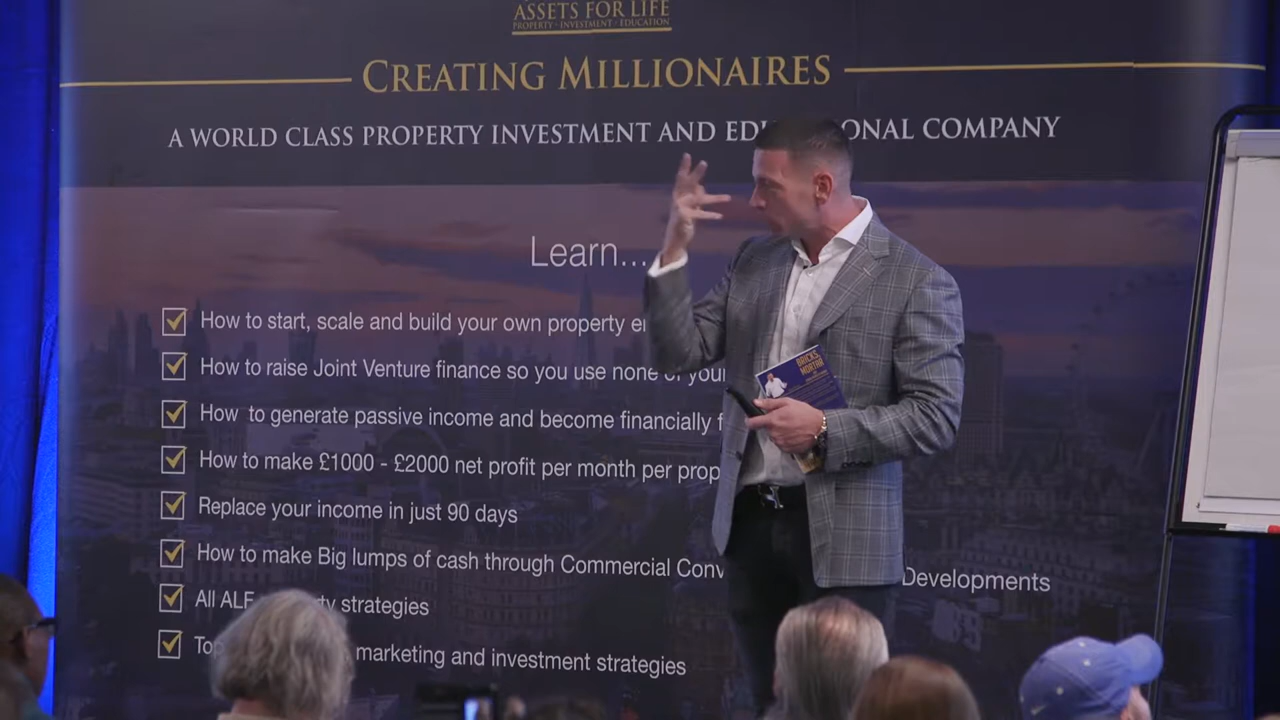 ASSETS FOR LIFE
PROPERTY - INVESTMENT - EDUCATION
CREATING MILLIONAIRES
A WORLD CLASS PROPERTY INVESTMENT AND ED ONAL COMPANY
Learn...
How to start, scale and build your own property
How to raise Joint Venture finance so you use none of your
How to generate passive income and become financially
How to make £1000 - £2000 net profit per month per prop
Replace your income in just 90 days
How to make Big lumps of cash through Commercial Conv Developments
All ALF ty strategies
To marketing and investment strategies
BRICKS
MORTAR